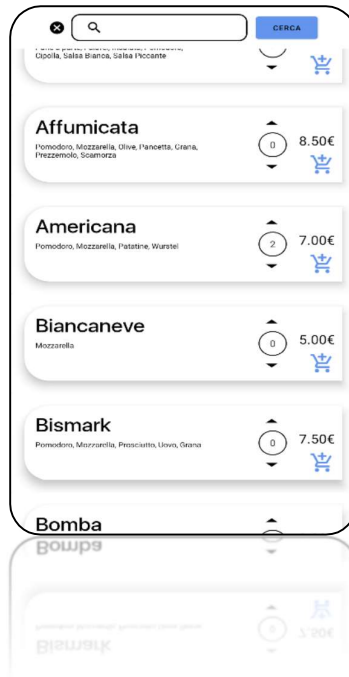 CERCA
Cipolla, Salsa Bianca, Salsa Piccante
Affumicata
Pomodoro, Mozzarella, Olive, Pancetta, Grana,
Prezzemolo, Scamorza
0
8.50€
Americana
Pomodoro, Mozzarella, Patatine, Wurstel
2
7.00€
Biancaneve
Mozzarella
0
5.00€
Bismark
Pomodoro, Mozzarella, Prosciutto, Uovo, Grana
0
7.50€
Bomba